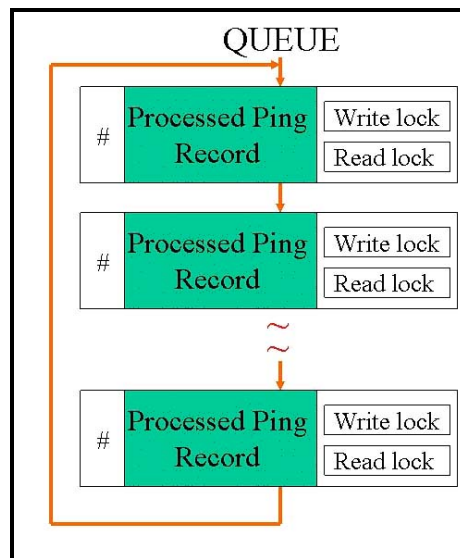 QUEUE
#
Processed Ping
Record
Write lock
Read lock
#
Processed Ping
Record
Write lock
Read lock
#
Processed Ping
Record
Write lock
Read lock